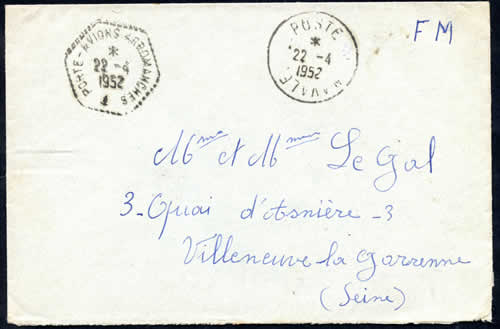 PORTE-AVIONS ARROMANCHES
*
22 -4
1952
POSTE NAVALE
*
22 -4
1952
FM
Mme et Mmme Le Gal
3-Quai d'Asnière -3
Villeneuve la Garenne
(Seine)